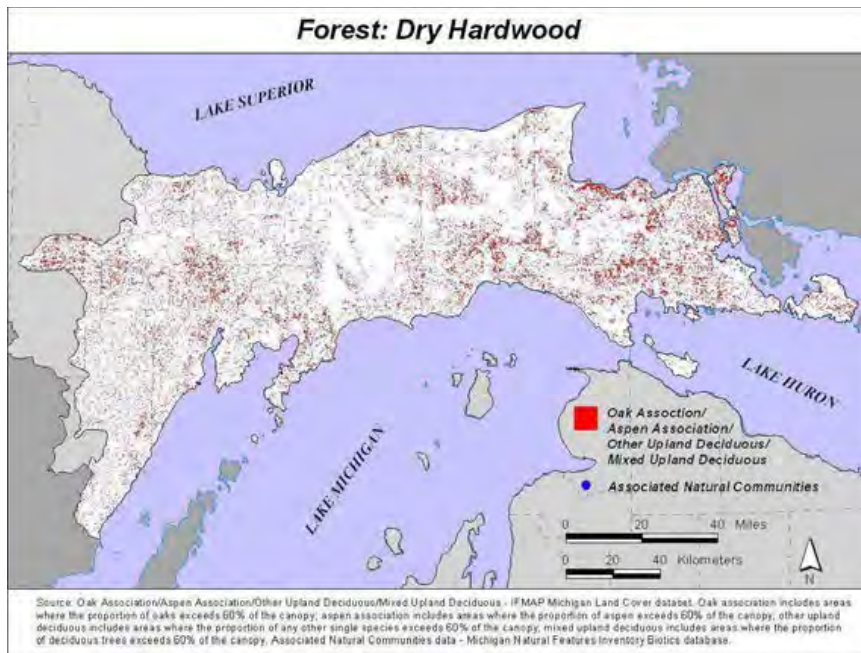 Forest: Dry Hardwood
LAKE SUPERIOR
LAKE HURON
LAKE MICHIGAN
Oak Assoction/
Aspen Association/
Other Upland Deciduous/
Mixed Upland Deciduous
Associated Natural Communities
0 20 40 Miles
0 20 40 Kilometers
N
Source: Oak Association/Aspen Association/Other Upland Deciduous/Mixed Upland Deciduous - IFMAP Michigan Land Cover dataset. Oak association includes areas
where the proportion of oaks exceeds 60% of the canopy; aspen association includes areas where the proportion of aspen exceeds 60% of the canopy; other upland
deciduous includes areas where the proportion of any other single species exceeds 60% of the canopy; mixed upland deciduous includes areas where the proportion
of deciduous trees exceeds 60% of the canopy. Associated Natural Communities data - Michigan Natural Features Inventory Biotics database.